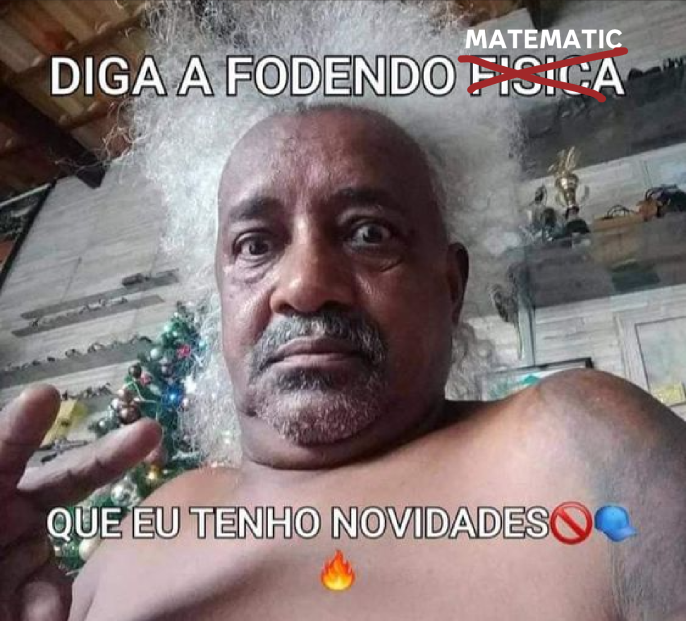 MATEMATIC
DIGA A FODENDO FISICA
QUE EU TENHO NOVIDADES🚫🧢
🔥